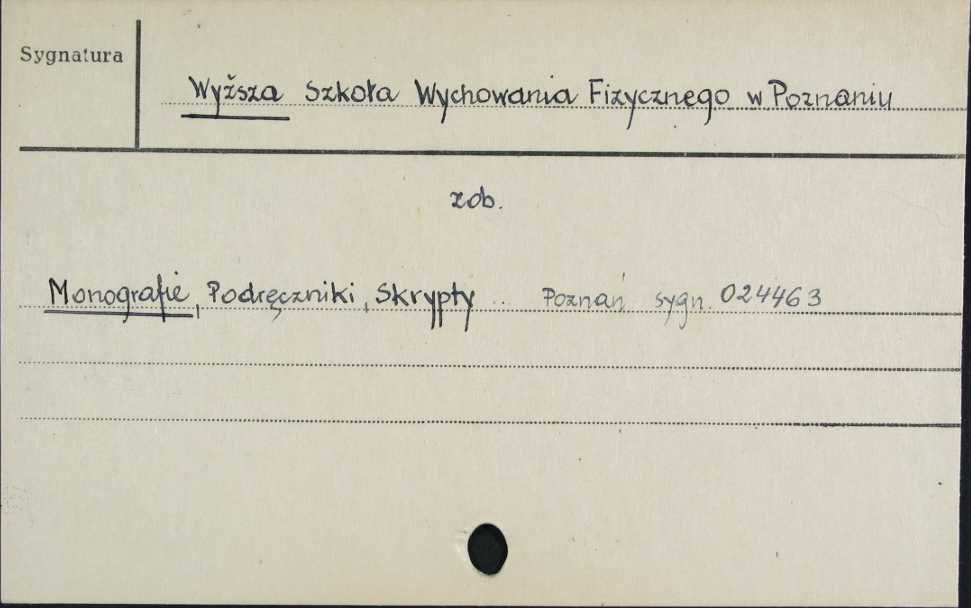 Sygnatura
Wyższa Szkoła Wychowania Fizycznego w Poznaniu
zob.
Monografie, Podręczniki, Skrypty ... Poznań sygn. 024463